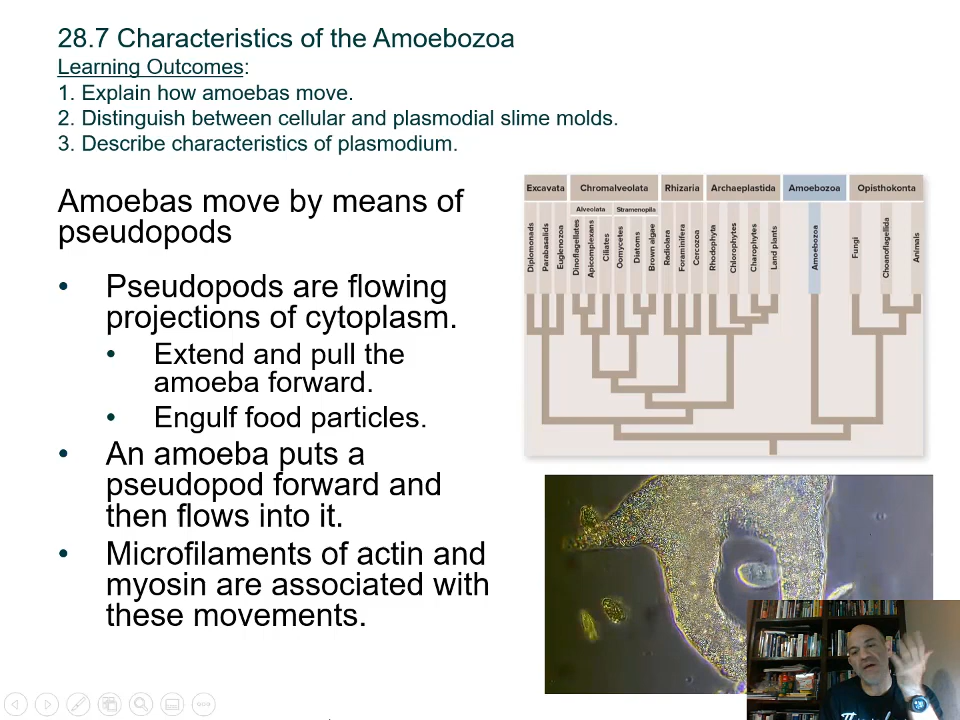 28.7 Characteristics of the Amoebozoa
Learning Outcomes:
1. Explain how amoebas move.
2. Distinguish between cellular and plasmodial slime molds.
3. Describe characteristics of plasmodium.
Amoebas move by means of
pseudopods
• Pseudopods are flowing
projections of cytoplasm.
• Extend and pull the
amoeba forward.
• Engulf food particles.
• An amoeba puts a
pseudopod forward and
then flows into it.
• Microfilaments of actin and
myosin are associated with
these movements.
Excavata
Chromalveolata
Rhizaria
Archaeplastida
Amoebozoa
Opisthokonta
Alveolata
Stramenopila
Diplomonads
Parabasalids
Euglenozoa
Dinoflagellates
Apicomplexans
Ciliates
Oomycetes
Diatoms
Brown algae
Radiolara
Foraminifera
Cercozoa
Rhodophyta
Chlorophytes
Charophytes
Land plants
Amoebozoa
Fungi
Choanoflagellida
Animals